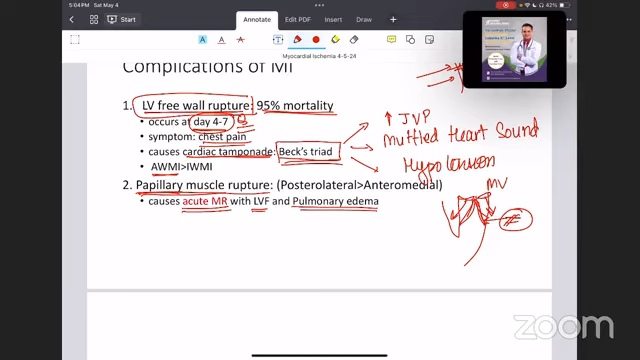 5:04 PM Sat May 4
42%
Annotate Edit PDF Insert Draw
Myocardial Ischemia 4-5-24
Complications of MI
1. LV free wall rupture: 95% mortality
• occurs at day 4-7
• symptom: chest pain
• causes cardiac tamponade: Beck's triad
• AWMI>IWMI
↑ JVP
Muffled Heart Sound
Hypotension
2. Papillary muscle rupture: (Posterolateral>Anteromedial)
• causes acute MR with LVF and Pulmonary edema
MV
zoom